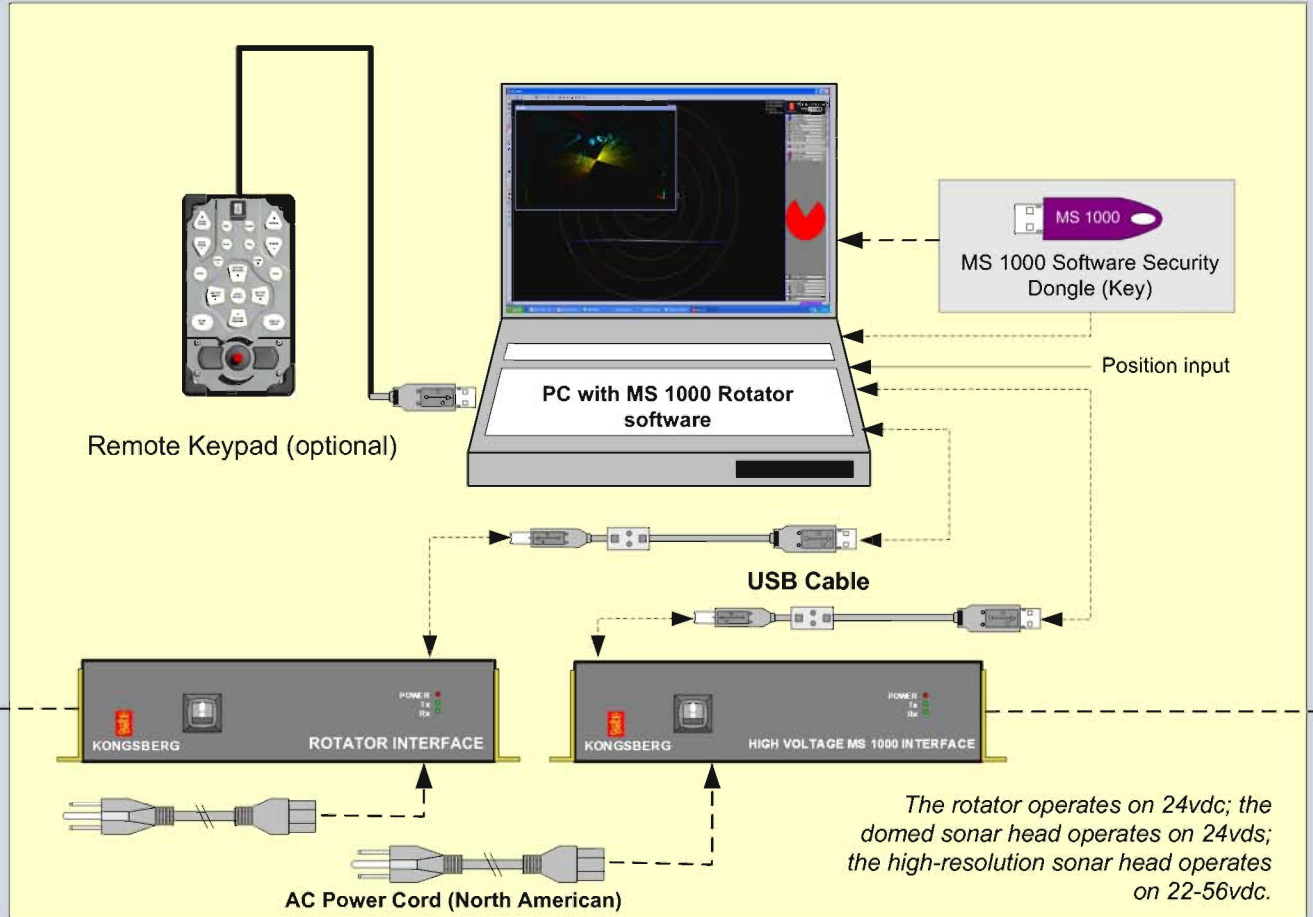 MS 1000
MS 1000 Software Security
Dongle (Key)
Position input
PC with MS 1000 Rotator
software
Remote Keypad (optional)
USB Cable
POWER
Tx
Rx
KONGSBERG
ROTATOR INTERFACE
POWER
Tx
Rx
KONGSBERG
HIGH VOLTAGE MS 1000 INTERFACE
The rotator operates on 24vdc; the
domed sonar head operates on 24vds;
the high-resolution sonar head operates
on 22-56vdc.
AC Power Cord (North American)